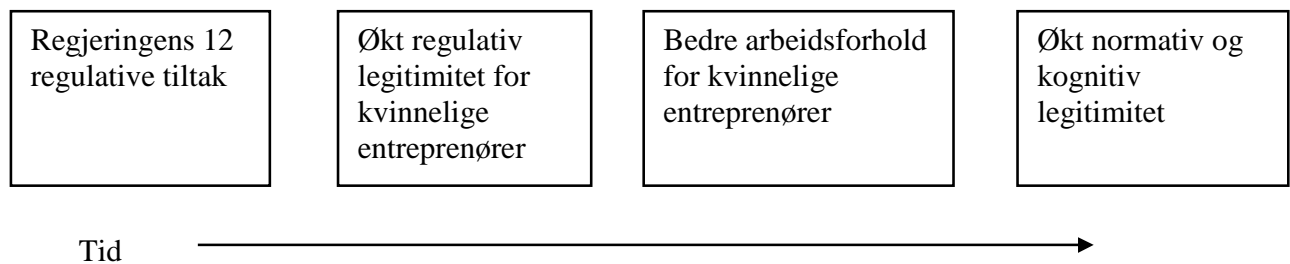 Regjeringens 12
regulative tiltak
Økt regulativ
legitimitet for
kvinnelige
entreprenører
Bedre arbeidsforhold
for kvinnelige
entreprenører
Økt normativ og
kognitiv
legitimitet
Tid